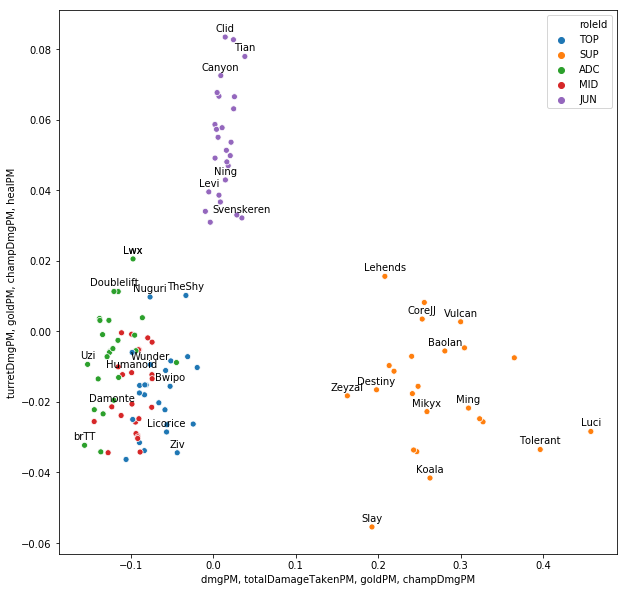 roleId
TOP
SUP
ADC
MID
JUN
Clid
Tian
Canyon
Ning
Levi
Svenskeren
Lwx
Doublelift
Nuguri
TheShy
Uzi
Wunder
Humanoid
Bwipo
Damonte
Licorice
brTT
Ziv
Lehends
CoreJJ
Vulcan
Baolan
Zeyzal
Destiny
Mikyx
Ming
Luci
Tolerant
Koala
Slay
0.08
0.06
0.04
0.02
0.00
−0.02
−0.04
−0.06
−0.1
0.0
0.1
0.2
0.3
0.4
turretDmgPM, goldPM, champDmgPM, healPM
dmgPM, totalDamageTakenPM, goldPM, champDmgPM